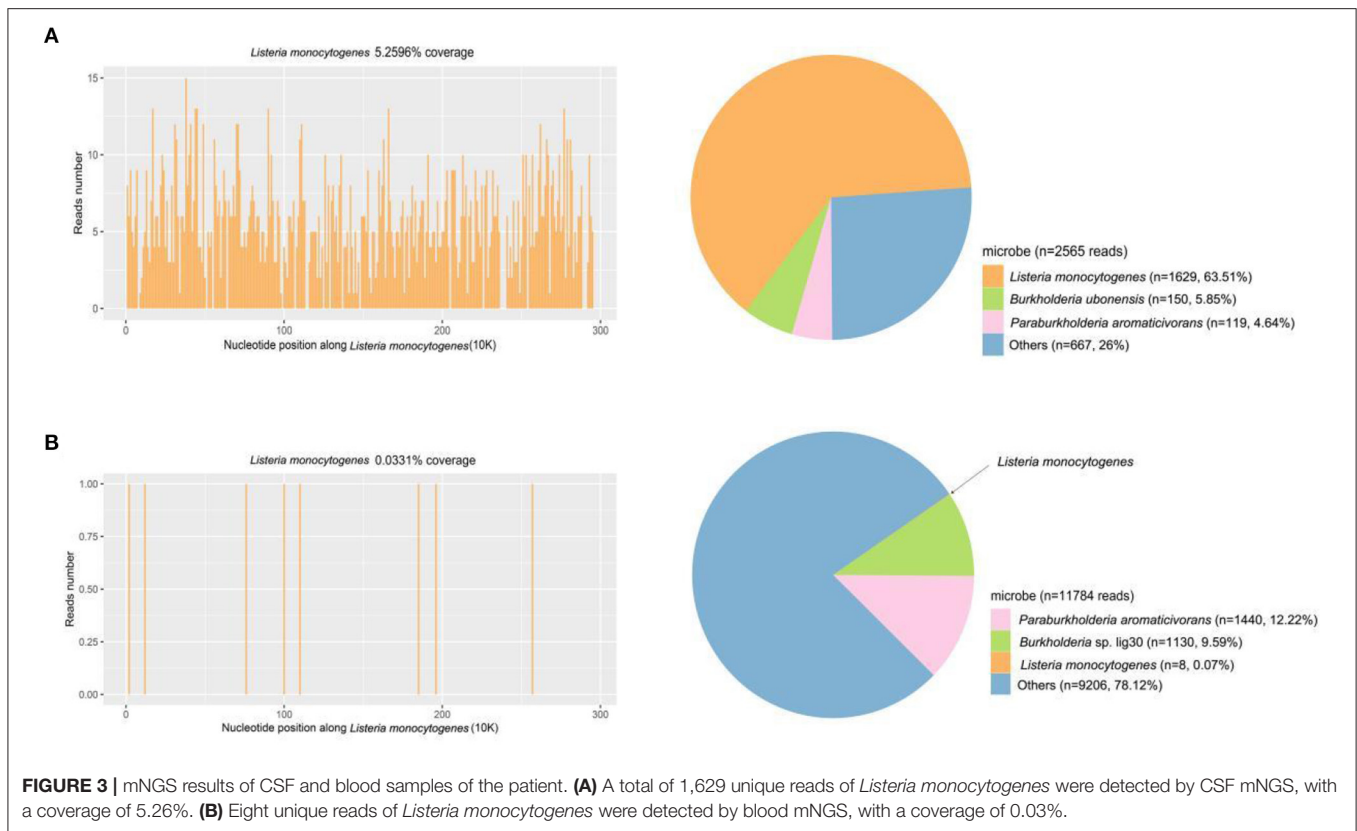 A
Listeria monocytogenes 5.2596% coverage
15
10
5
0
Reads number
0
100
200
300
Nucleotide position along Listeria monocytogenes(10K)
microbe (n=2565 reads)
Listeria monocytogenes (n=1629, 63.51%)
Burkholderia ubonensis (n=150, 5.85%)
Paraburkholderia aromaticivorans (n=119, 4.64%)
Others (n=667, 26%)
B
Listeria monocytogenes 0.0331% coverage
1.00
0.75
0.50
0.25
0.00
Reads number
0
100
200
300
Nucleotide position along Listeria monocytogenes(10K)
Listeria monocytogenes
microbe (n=11784 reads)
Paraburkholderia aromaticivorans (n=1440, 12.22%)
Burkholderia sp. lig30 (n=1130, 9.59%)
Listeria monocytogenes (n=8, 0.07%)
Others (n=9206, 78.12%)
FIGURE 3 | mNGS results of CSF and blood samples of the patient. (A) A total of 1,629 unique reads of Listeria monocytogenes were detected by CSF mNGS, with
a coverage of 5.26%. (B) Eight unique reads of Listeria monocytogenes were detected by blood mNGS, with a coverage of 0.03%.